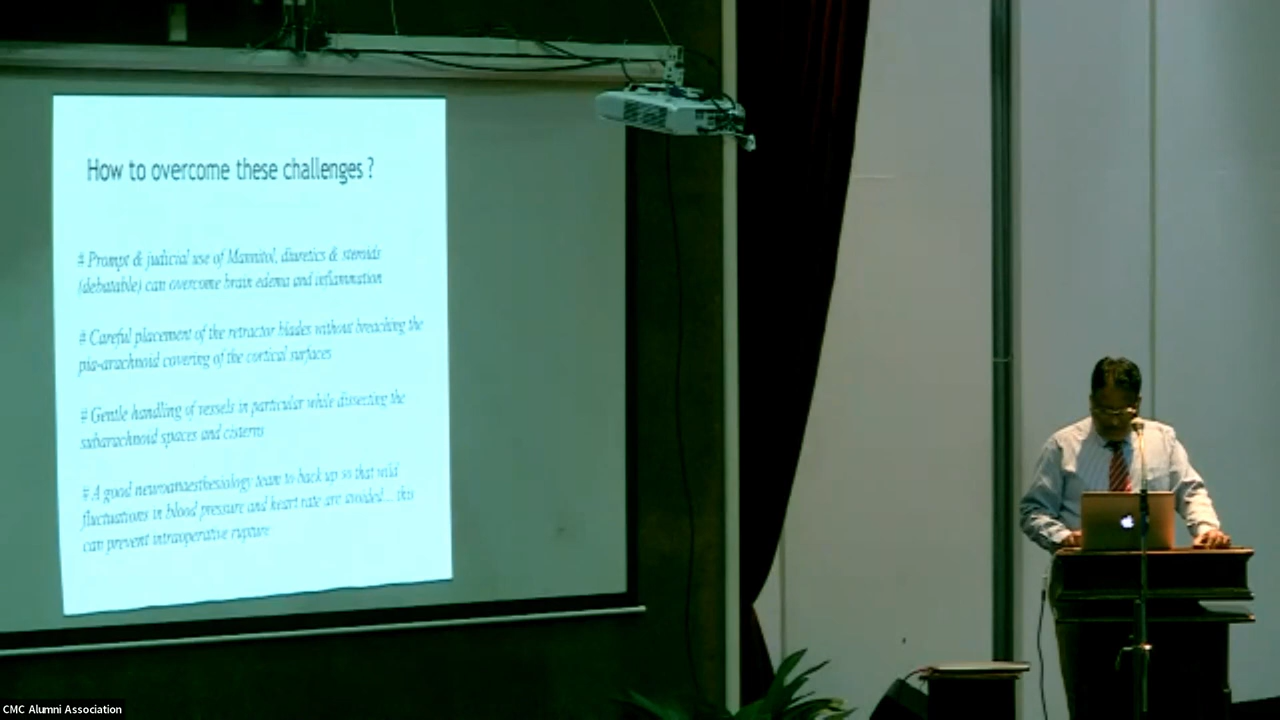 How to overcome these challenges ?
# Prompt & judicial use of Mannitol, diuretics & steroids
(debatable) can overcome brain edema and inflammation
# Careful placement of the retractor blades without breaching the
pia-arachnoid covering of the cortical surfaces
# Gentle handling of vessels in particular while dissecting the
subarachnoid spaces and cisterns
# A good neuroanaesthesiology team to back up so that wild
fluctuations in blood pressure and heart rate are avoided... this
can prevent intraoperative rupture
CMC Alumni Association